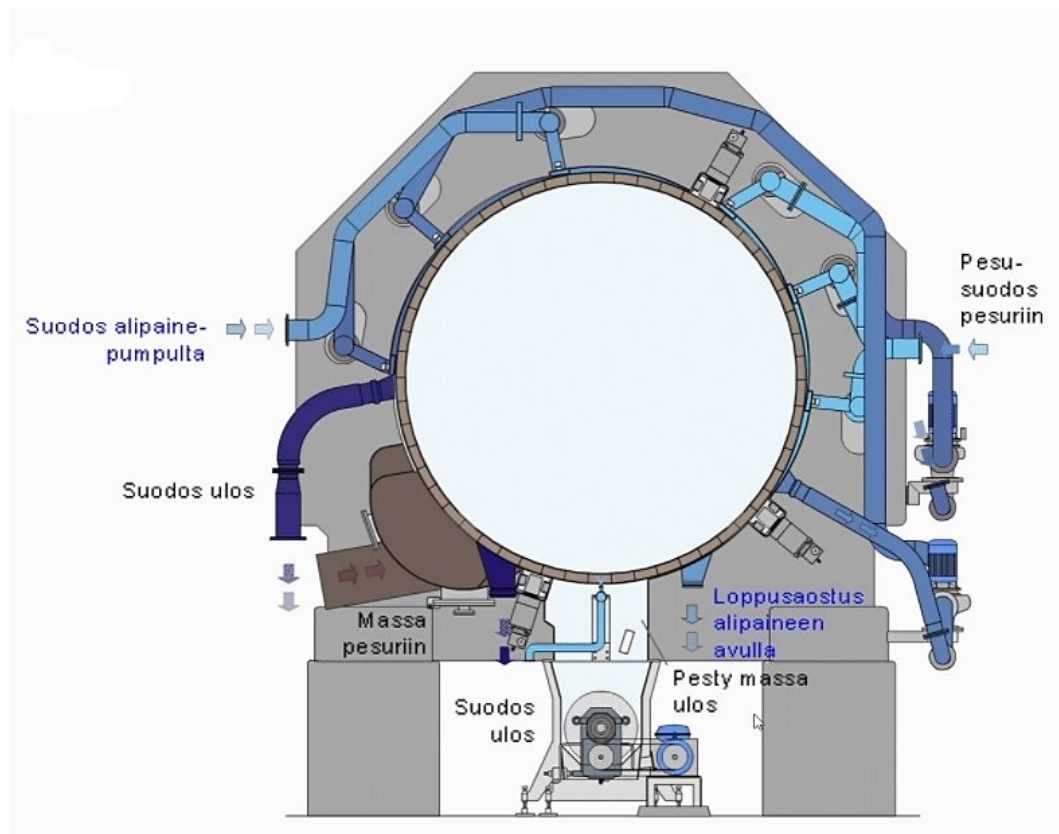 Pesu-
suodos
pesuriin
Suodos alipaine-
pumpulta
Suodos ulos
Massa
pesuriin
Loppusaostus
alipaineen
avulla
Pesty massa
ulos
Suodos
ulos